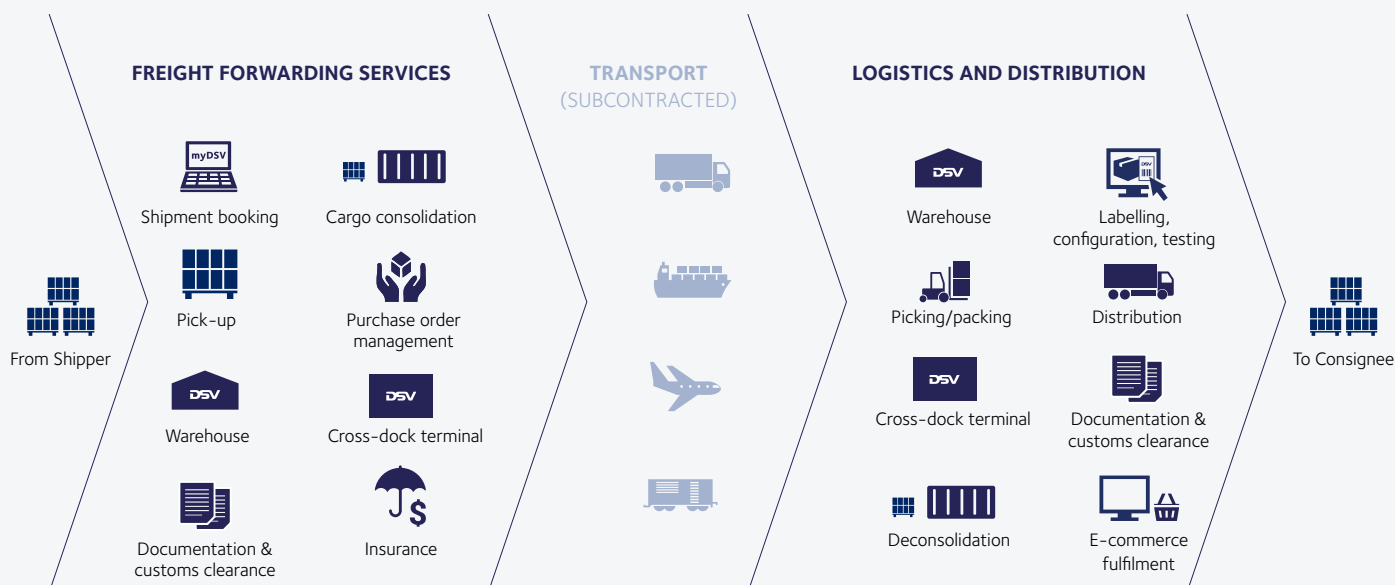 FREIGHT FORWARDING SERVICES
TRANSPORT
(SUBCONTRACTED)
LOGISTICS AND DISTRIBUTION
From Shipper
myDSV
Shipment booking
Cargo consolidation
Pick-up
Purchase order
management
DSV
Warehouse
DSV
Cross-dock terminal
Documentation &
customs clearance
$
Insurance
DSV
Warehouse
DSV
Labelling,
configuration, testing
Picking/packing
Distribution
DSV
Cross-dock terminal
Documentation &
customs clearance
Deconsolidation
E-commerce
fulfilment
To Consignee